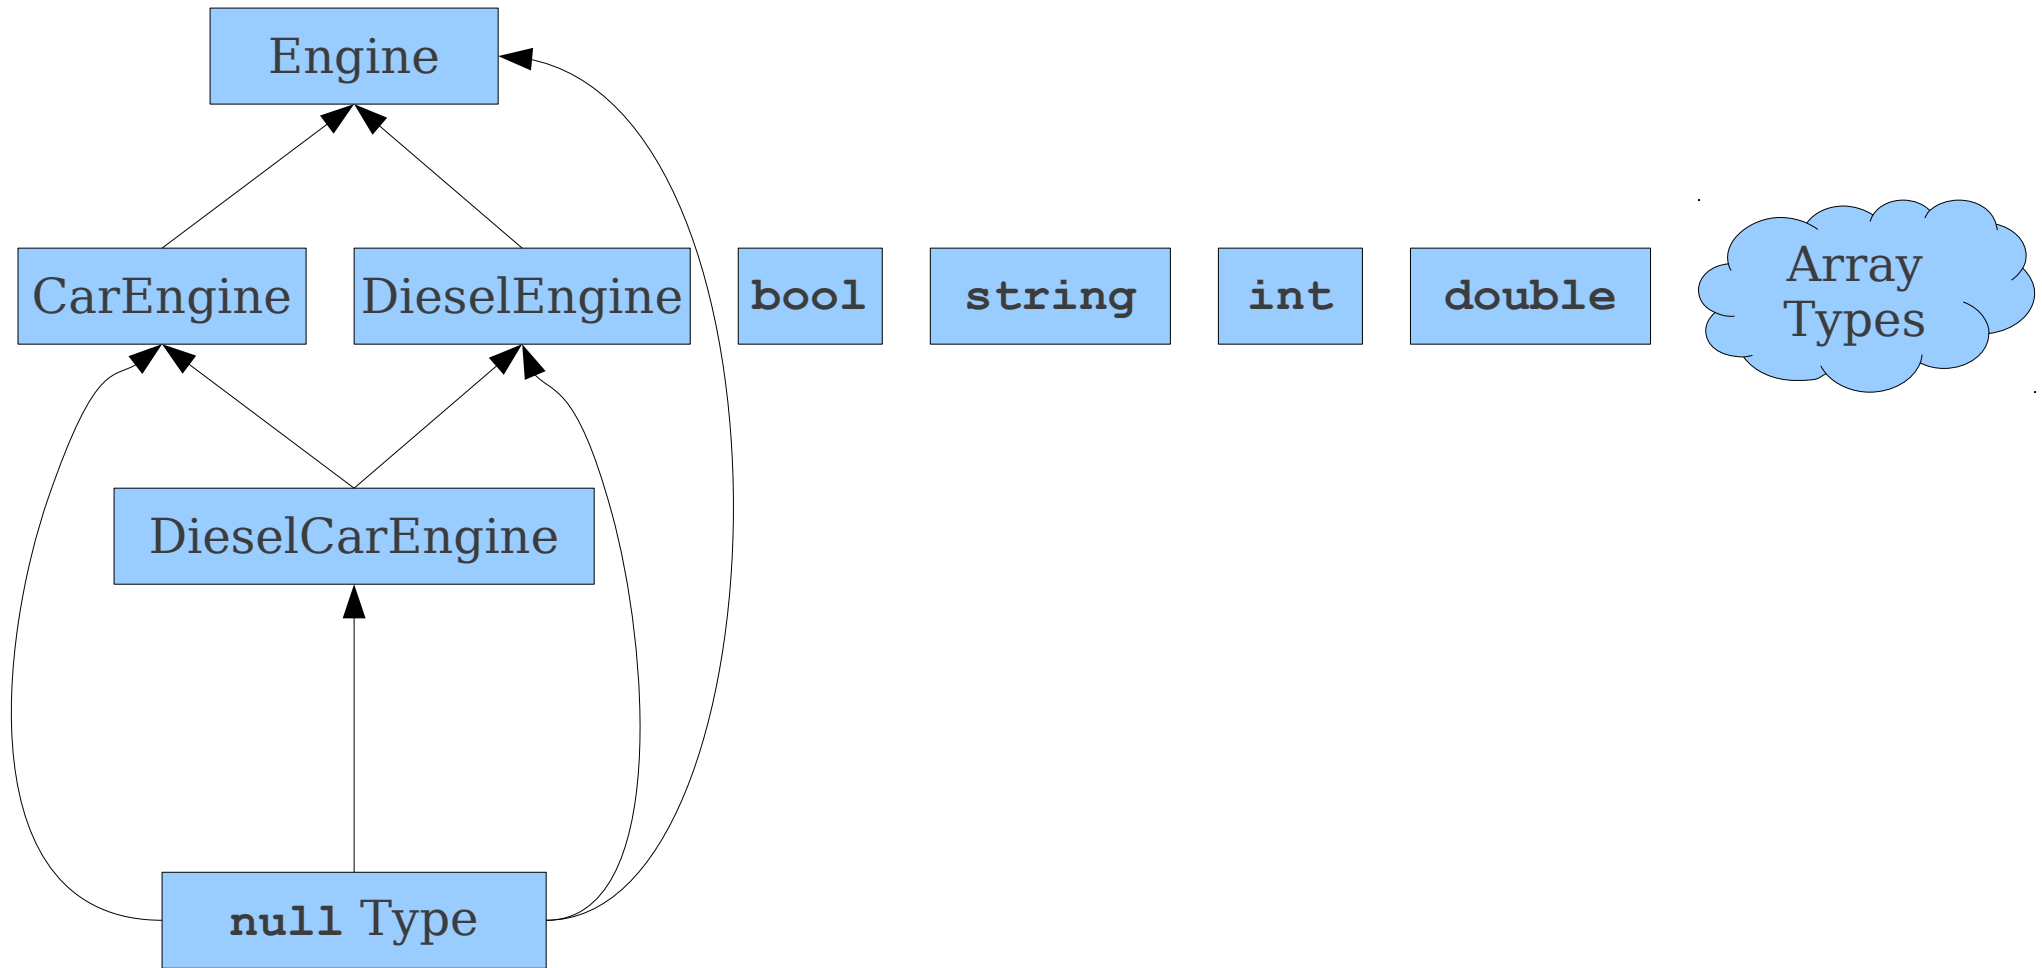 Engine
CarEngine
DieselEngine
bool
string
int
double
Array
Types
DieselCarEngine
null Type